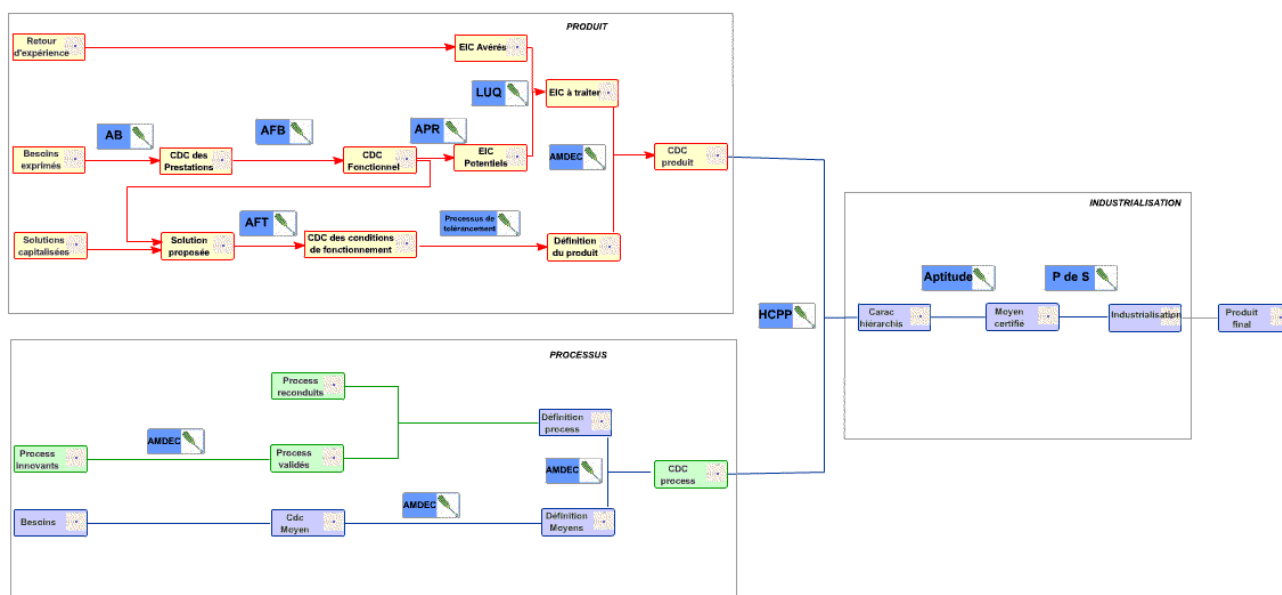 PRODUIT
Retour
d'expérience
EIC Avérés
LUQ
EIC à traiter
AB
AFB
APR
Besoins
exprimés
CDC des
Prestations
CDC
Fonctionnel
EIC
Potentiels
AMDEC
CDC
produit
AFT
Processus de
tolérancement
Solutions
capitalisées
Solution
proposée
CDC des conditions
de fonctionnement
Définition
du produit
INDUSTRIALISATION
Aptitude
P de S
HCPP
Carac
hiérarchis
Moyen
certifié
Industrialisation
Produit
final
PROCESSUS
Process
reconduits
Définition
process
AMDEC
Process
innovants
Process
validés
AMDEC
CDC
process
AMDEC
Besoins
Cdc
Moyen
Définition
Moyens